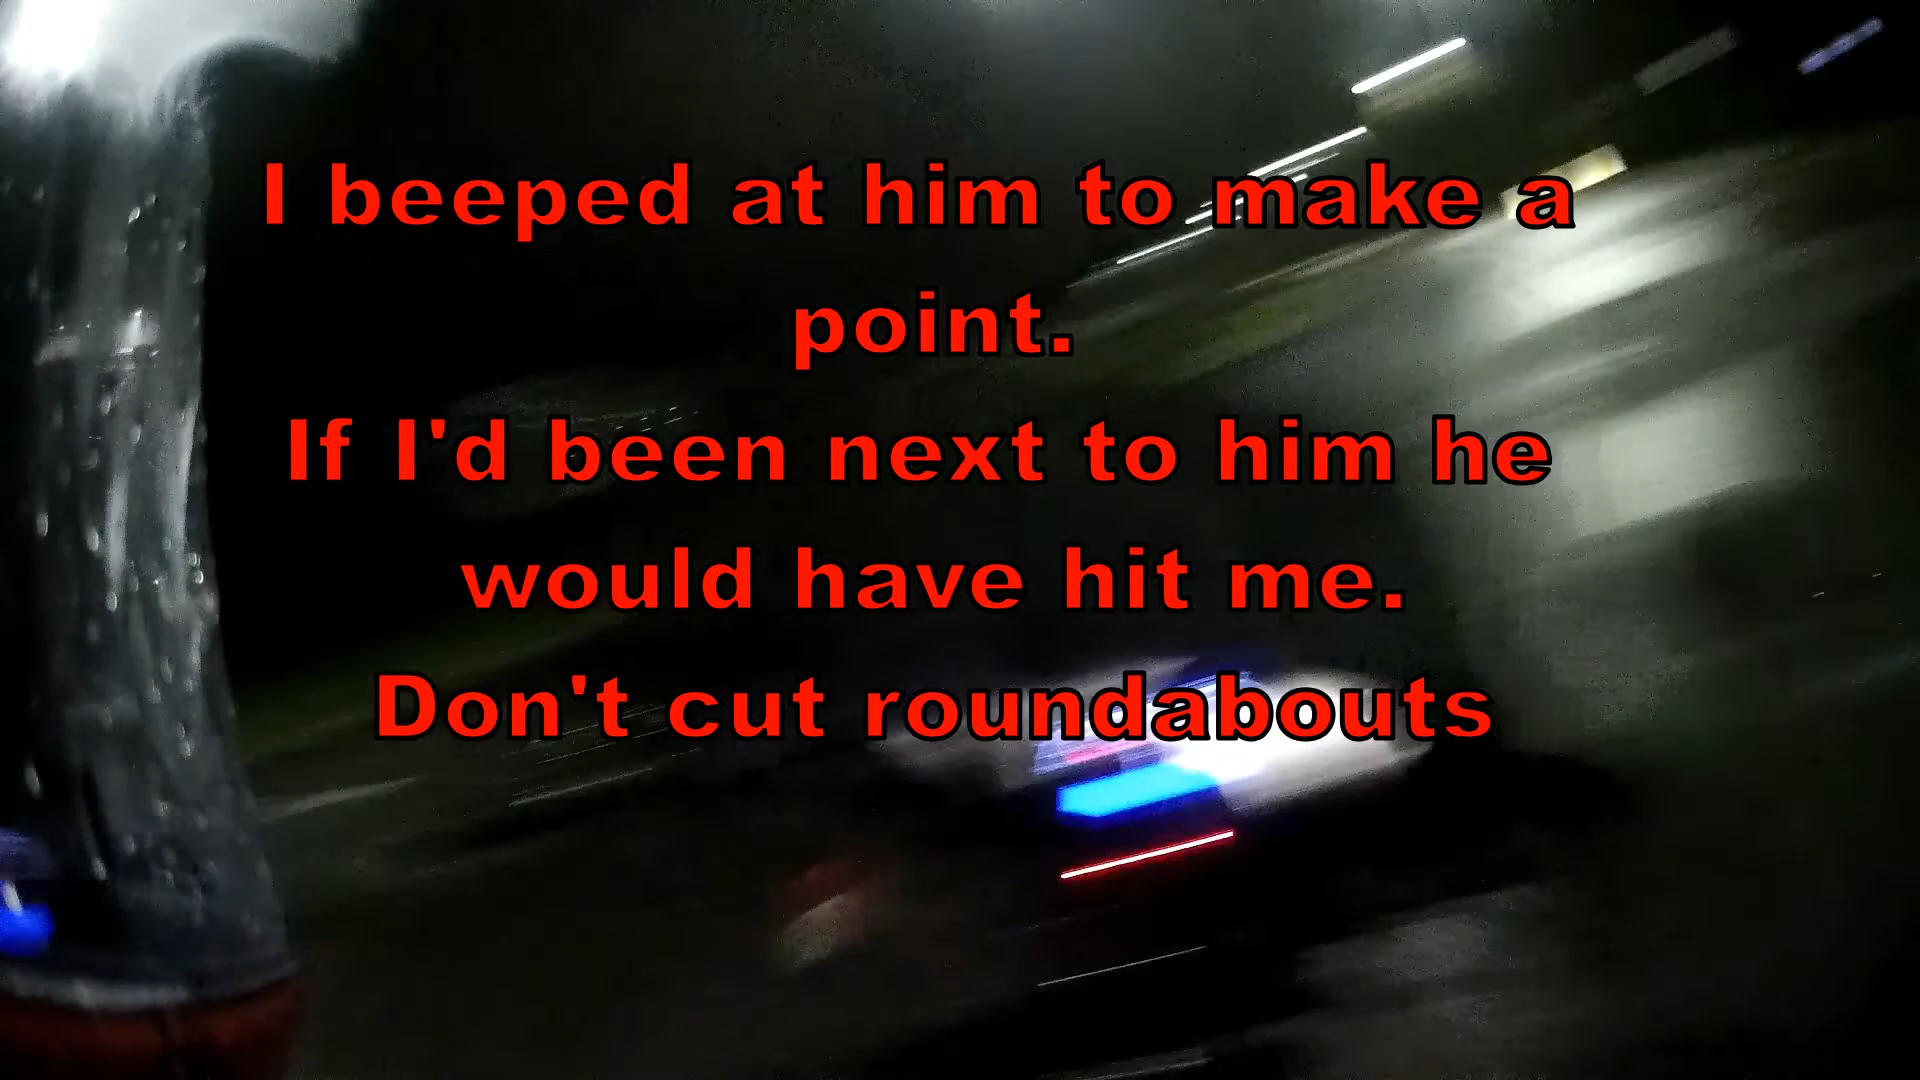 I beeped at him to make a
point.
If I'd been next to him he
would have hit me.
Don't cut roundabouts